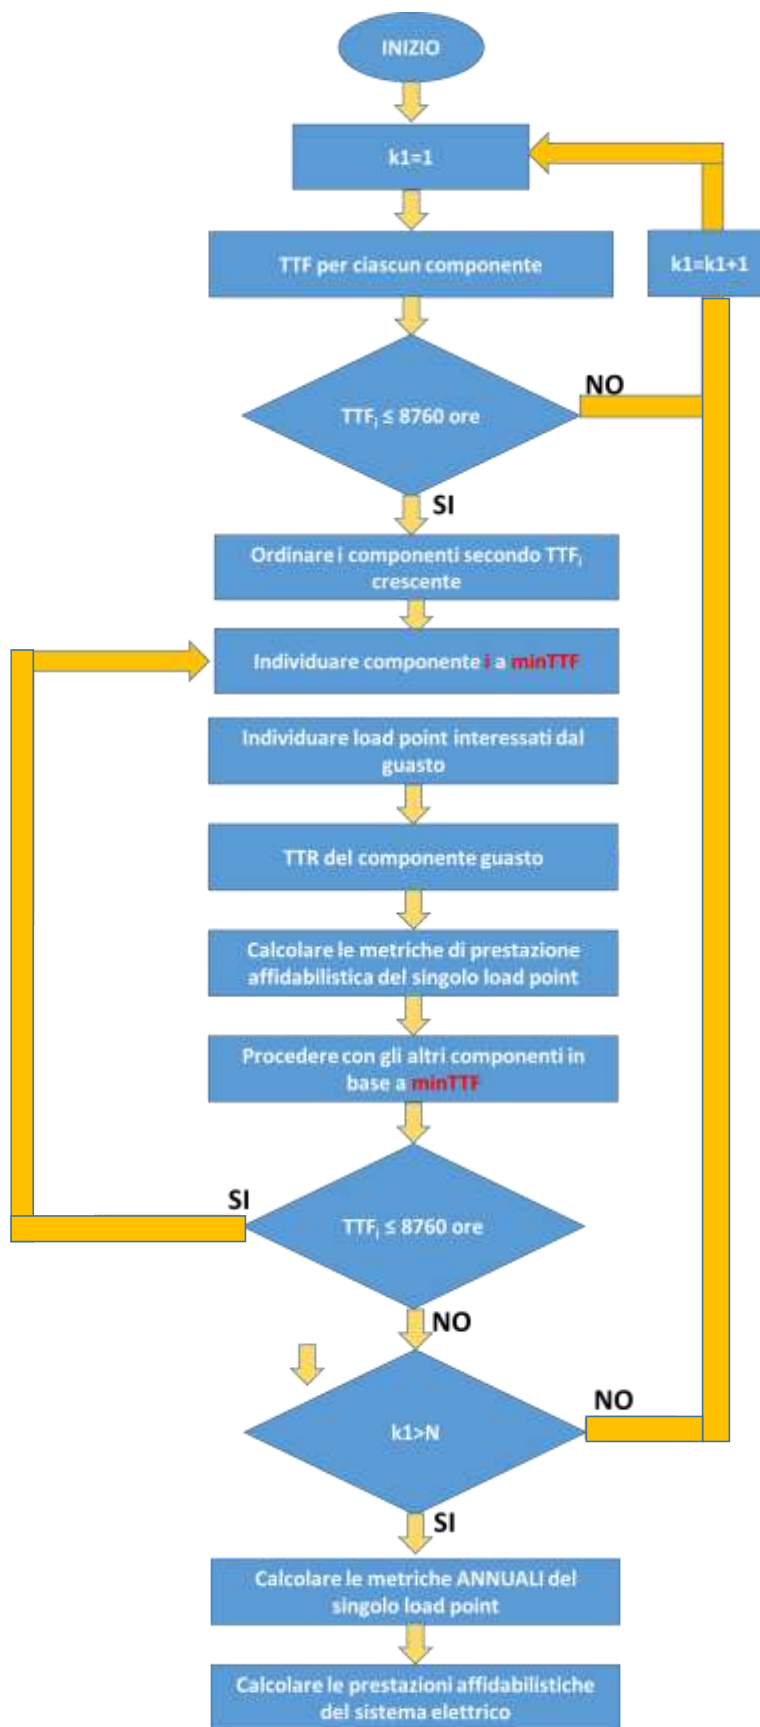 INIZIO
k1=1
TTF per ciascun componente
k1=k1+1
TTFᵢ ≤ 8760 ore
NO
SI
Ordinare i componenti secondo TTFᵢ
crescente
Individuare componente i a minTTF
Individuare load point interessati dal
guasto
TTR del componente guasto
Calcolare le metriche di prestazione
affidabilistica del singolo load point
Procedere con gli altri componenti in
base a minTTF
SI
TTFᵢ ≤ 8760 ore
NO
k1>N
NO
SI
Calcolare le metriche ANNUALI del
singolo load point
Calcolare le prestazioni affidabilistiche
del sistema elettrico